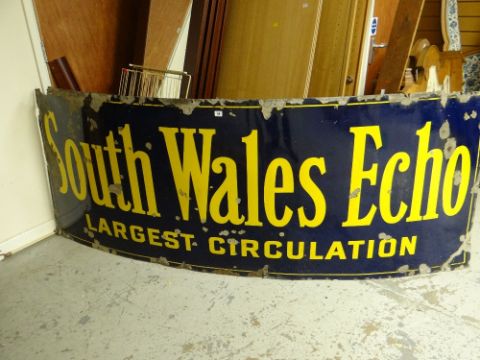 South Wales Echo
LARGEST CIRCULATION